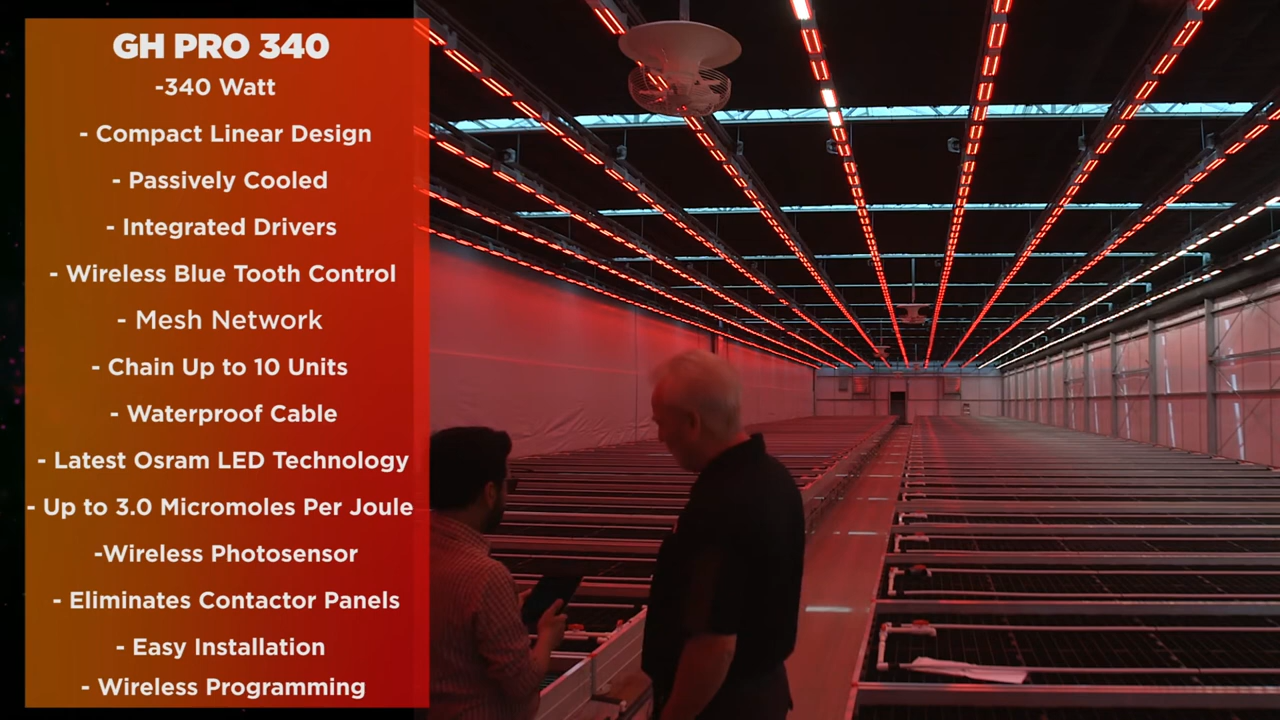 GH PRO 340
-340 Watt
- Compact Linear Design
- Passively Cooled
- Integrated Drivers
- Wireless Blue Tooth Control
- Mesh Network
- Chain Up to 10 Units
- Waterproof Cable
- Latest Osram LED Technology
- Up to 3.0 Micromoles Per Joule
-Wireless Photosensor
- Eliminates Contactor Panels
- Easy Installation
- Wireless Programming